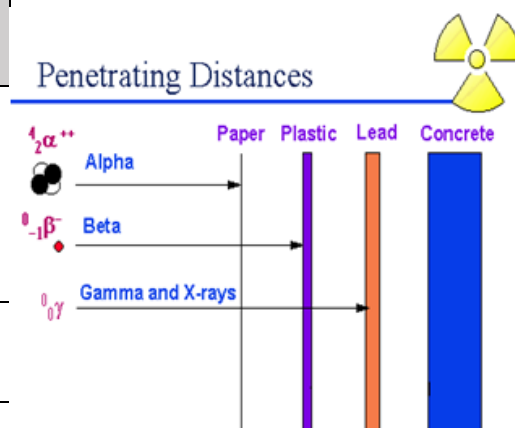 Penetrating Distances
Paper Plastic Lead Concrete
⁴₂α⁺⁺ Alpha
⁰₋₁β⁻ Beta
⁰₀γ Gamma and X-rays